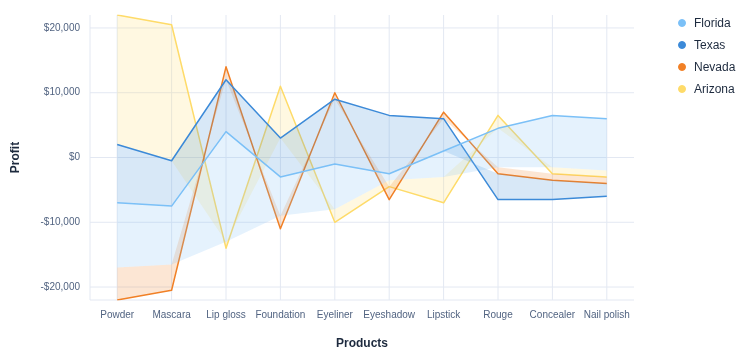 $20,000
$10,000
$0
-$10,000
-$20,000
Profit
Powder Mascara Lip gloss Foundation Eyeliner Eyeshadow Lipstick Rouge Concealer Nail polish
Products
Florida
Texas
Nevada
Arizona